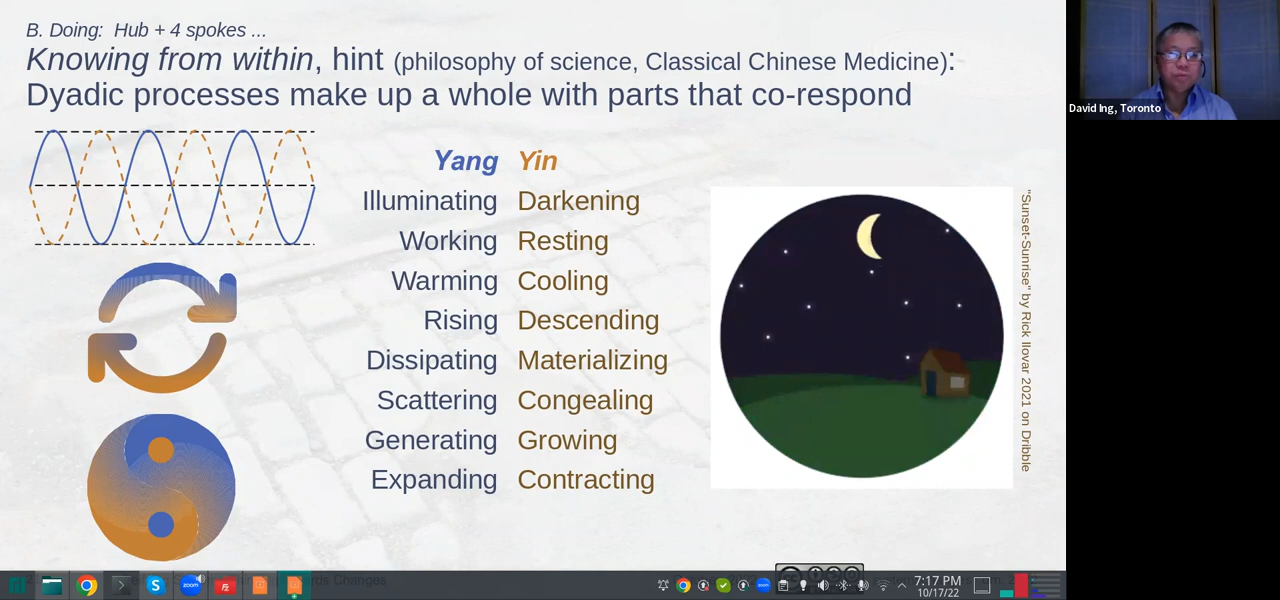 B. Doing:  Hub + 4 spokes ...
Knowing from within, hint (philosophy of science, Classical Chinese Medicine):
Dyadic processes make up a whole with parts that co-respond
Yang Yin
Illuminating Darkening
Working Resting
Warming Cooling
Rising Descending
Dissipating Materializing
Scattering Congealing
Generating Growing
Expanding Contracting
"Sunset-Sunrise" by Rick Ilovar 2021 on Dribble
David Ing, Toronto
zoom
7:17 PM
10/17/22
Changes